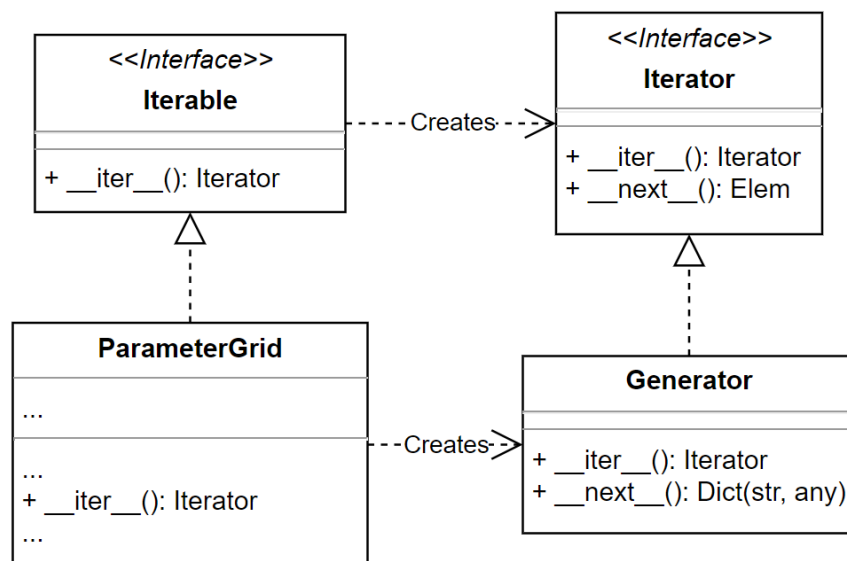 <<Interface>>
Iterable
+ __iter__(): Iterator
Creates
<<Interface>>
Iterator
+ __iter__(): Iterator
+ __next__(): Elem
ParameterGrid
...
...
+ __iter__(): Iterator
...
Creates
Generator
+ __iter__(): Iterator
+ __next__(): Dict(str, any)